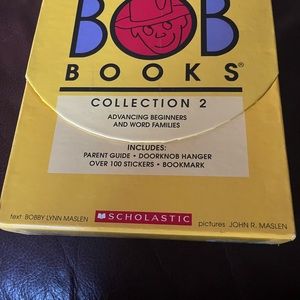 BOB
BOOKS®
COLLECTION 2
ADVANCING BEGINNERS
AND WORD FAMILIES
INCLUDES:
PARENT GUIDE • DOORKNOB HANGER
OVER 100 STICKERS • BOOKMARK
SCHOLASTIC
text BOBBY LYNN MASLEN
pictures JOHN R. MASLEN